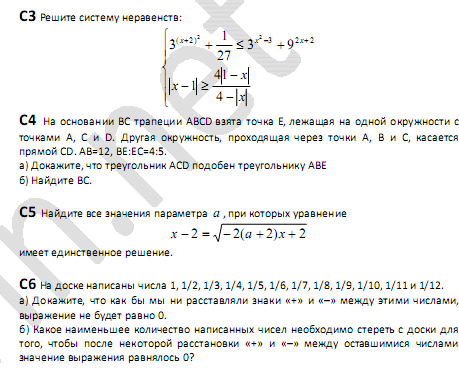 С3 Решите систему неравенств:
3^{(x+2)^2} + 1/27 ≤ 3^{x^2−3} + 9^{2x+2}
|x − 1| ≥ 4|1 − x| / (4 − |x|)
С4 На основании BC трапеции ABCD взята точка E, лежащая на одной окружности с
точками A, C и D. Другая окружность, проходящая через точки A, B и C, касается
прямой CD. AB=12, BE:EC=4:5.
а) Докажите, что треугольник ACD подобен треугольнику ABE
б) Найдите BC.
С5 Найдите все значения параметра a , при которых уравнение
x − 2 = √(−2(a + 2)x + 2)
имеет единственное решение.
С6 На доске написаны числа 1, 1/2, 1/3, 1/4, 1/5, 1/6, 1/7, 1/8, 1/9, 1/10, 1/11 и 1/12.
а) Докажите, что как бы мы ни расставляли знаки «+» и «–» между этими числами,
выражение не будет равно 0.
б) Какое наименьшее количество написанных чисел необходимо стереть с доски для
того, чтобы после некоторой расстановки «+» и «–» между оставшимися числами
значение выражения равнялось 0?